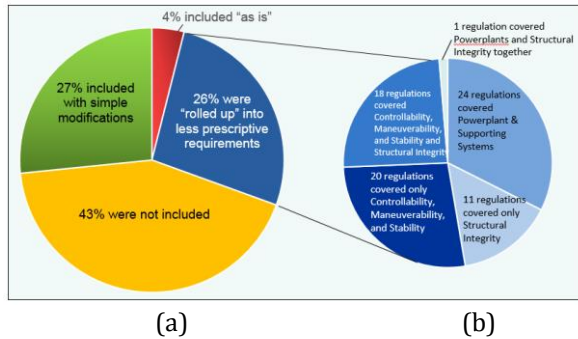 4% included "as is"
27% included
with simple
modifications
26% were
"rolled up" into
less prescriptive
requirements
43% were not included
1 regulation covered
Powerplants and Structural
Integrity together
18 regulations
covered
Controllability,
Maneuverability,
and Stability and
Structural Integrity
24 regulations
covered
Powerplant &
Supporting
Systems
20 regulations
covered only
Controllability,
Maneuverability,
and Stability
11 regulations
covered only
Structural
Integrity
(a)
(b)